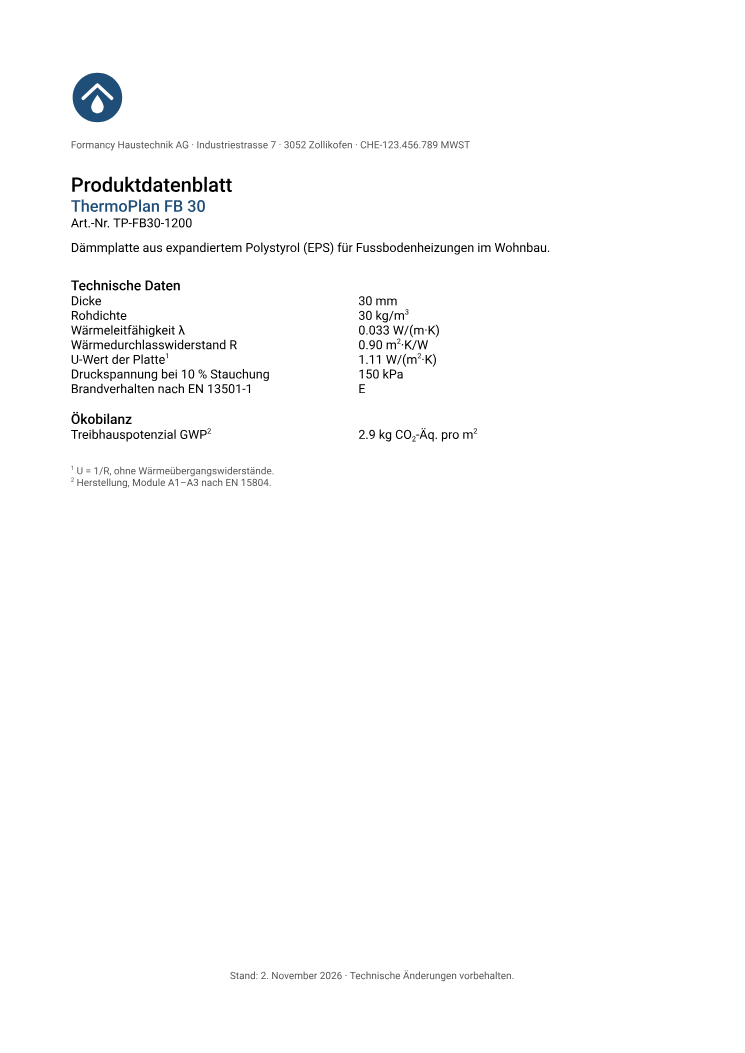 Formancy Haustechnik AG · Industriestrasse 7 · 3052 Zollikofen · CHE-123.456.789 MWST
Produktdatenblatt
ThermoPlan FB 30
Art.-Nr. TP-FB30-1200
Dämmplatte aus expandiertem Polystyrol (EPS) für Fussbodenheizungen im Wohnbau.
Technische Daten
Dicke 30 mm
Rohdichte 30 kg/m³
Wärmeleitfähigkeit λ 0.033 W/(m·K)
Wärmedurchlasswiderstand R 0.90 m²·K/W
U-Wert der Platte¹ 1.11 W/(m²·K)
Druckspannung bei 10 % Stauchung 150 kPa
Brandverhalten nach EN 13501-1 E
Ökobilanz
Treibhauspotenzial GWP² 2.9 kg CO₂-Äq. pro m²
¹ U = 1/R, ohne Wärmeübergangswiderstände.
² Herstellung, Module A1–A3 nach EN 15804.
Stand: 2. November 2026 · Technische Änderungen vorbehalten.